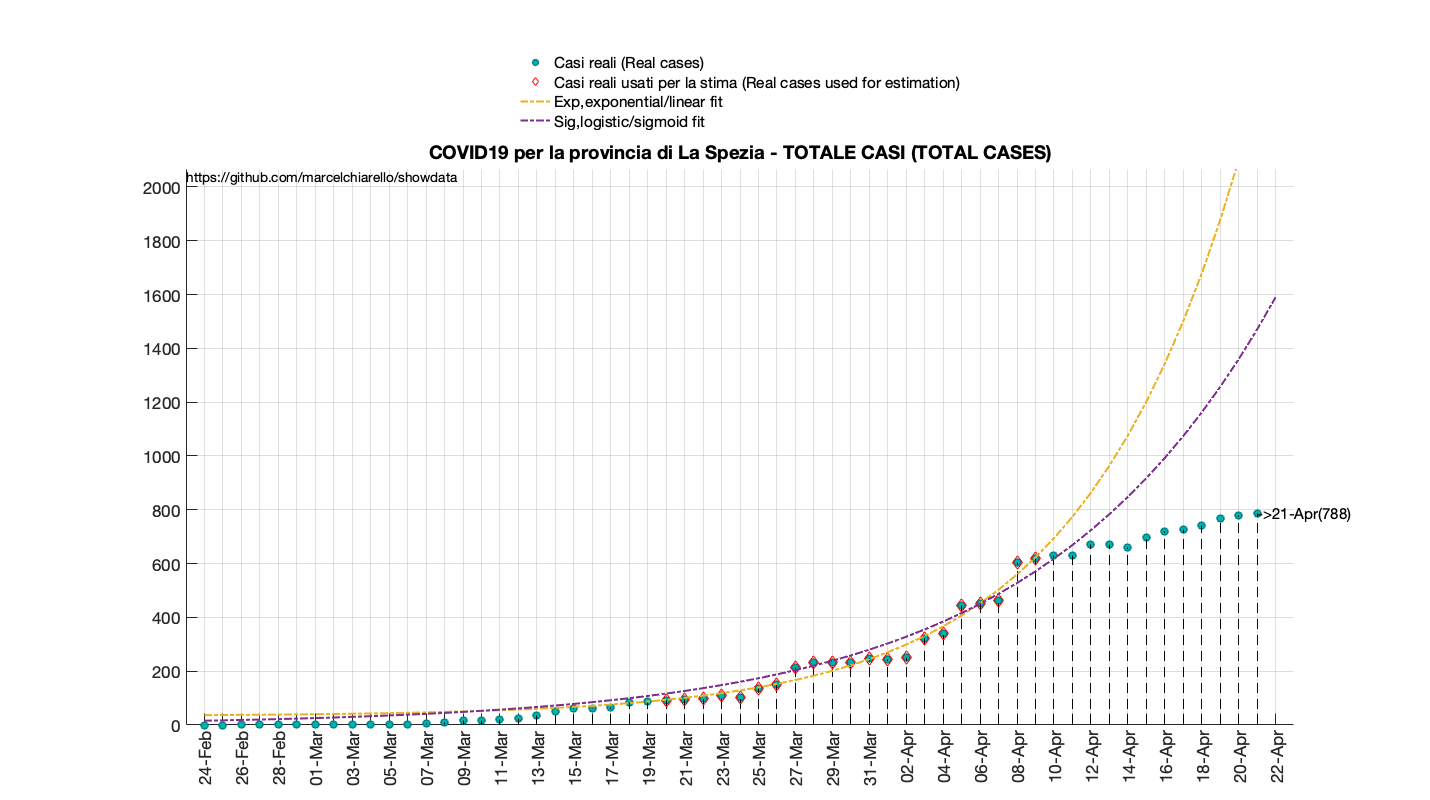 Casi reali (Real cases)
Casi reali usati per la stima (Real cases used for estimation)
Exp,exponential/linear fit
Sig,logistic/sigmoid fit
COVID19 per la provincia di La Spezia - TOTALE CASI (TOTAL CASES)
https://github.com/marcelchiarello/showdata
2000
1800
1600
1400
1200
1000
800
600
400
200
0
->21-Apr(788)
24-Feb
26-Feb
28-Feb
01-Mar
03-Mar
05-Mar
07-Mar
09-Mar
11-Mar
13-Mar
15-Mar
17-Mar
19-Mar
21-Mar
23-Mar
25-Mar
27-Mar
29-Mar
31-Mar
02-Apr
04-Apr
06-Apr
08-Apr
10-Apr
12-Apr
14-Apr
16-Apr
18-Apr
20-Apr
22-Apr